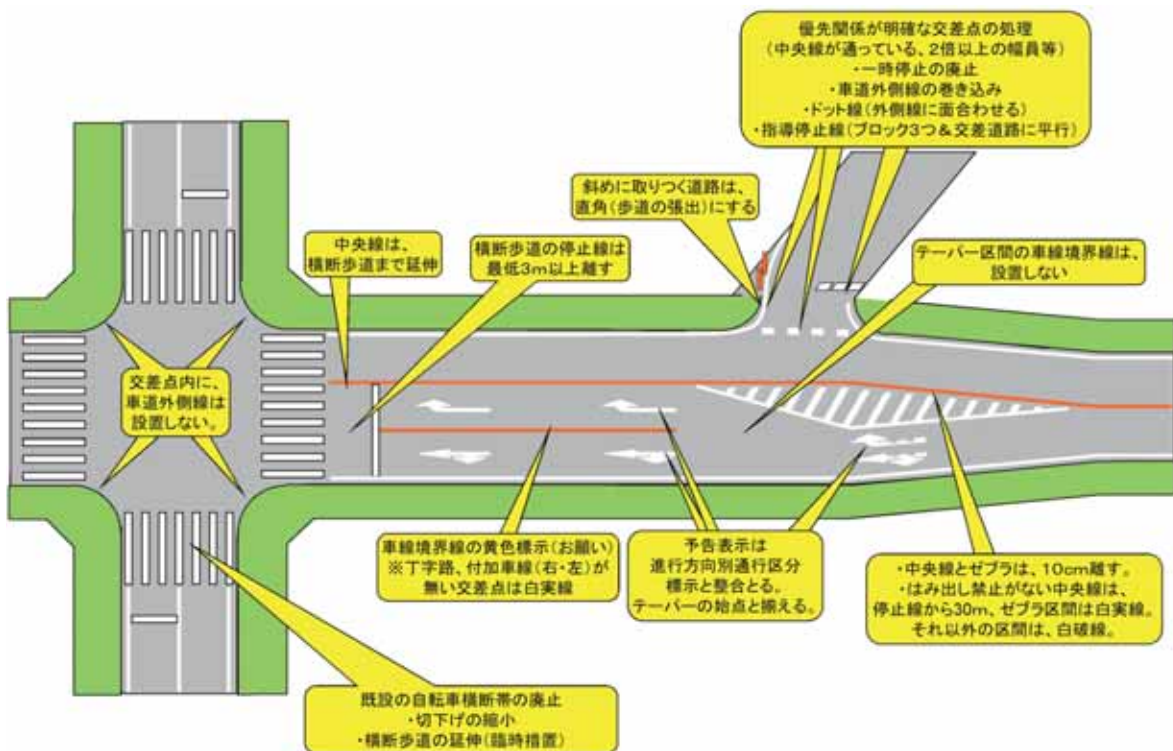 優先関係が明確な交差点の処理
(中央線が通っている、2倍以上の幅員等)
・一時停止の廃止
・車道外側線の巻き込み
・ドット線(外側線に面合わせる)
・指導停止線(ブロック3つ&交差道路に平行)
斜めに取りつく道路は、
直角(歩道の張出)にする
中央線は、
横断歩道まで延伸
横断歩道の停止線は
最低3m以上離す
テーパー区間の車線境界線は、
設置しない
交差点内に、
車道外側線は
設置しない。
車線境界線の黄色標示(お願い)
※丁字路、付加車線(右・左)が
無い交差点は白実線
予告表示は
進行方向別通行区分
標示と整合とる。
テーパーの始点と揃える。
・中央線とゼブラは、10cm離す。
・はみ出し禁止がない中央線は、
停止線から30m、ゼブラ区間は白実線。
それ以外の区間は、白破線。
既設の自転車横断帯の廃止
・切下げの縮小
・横断歩道の延伸(臨時措置)